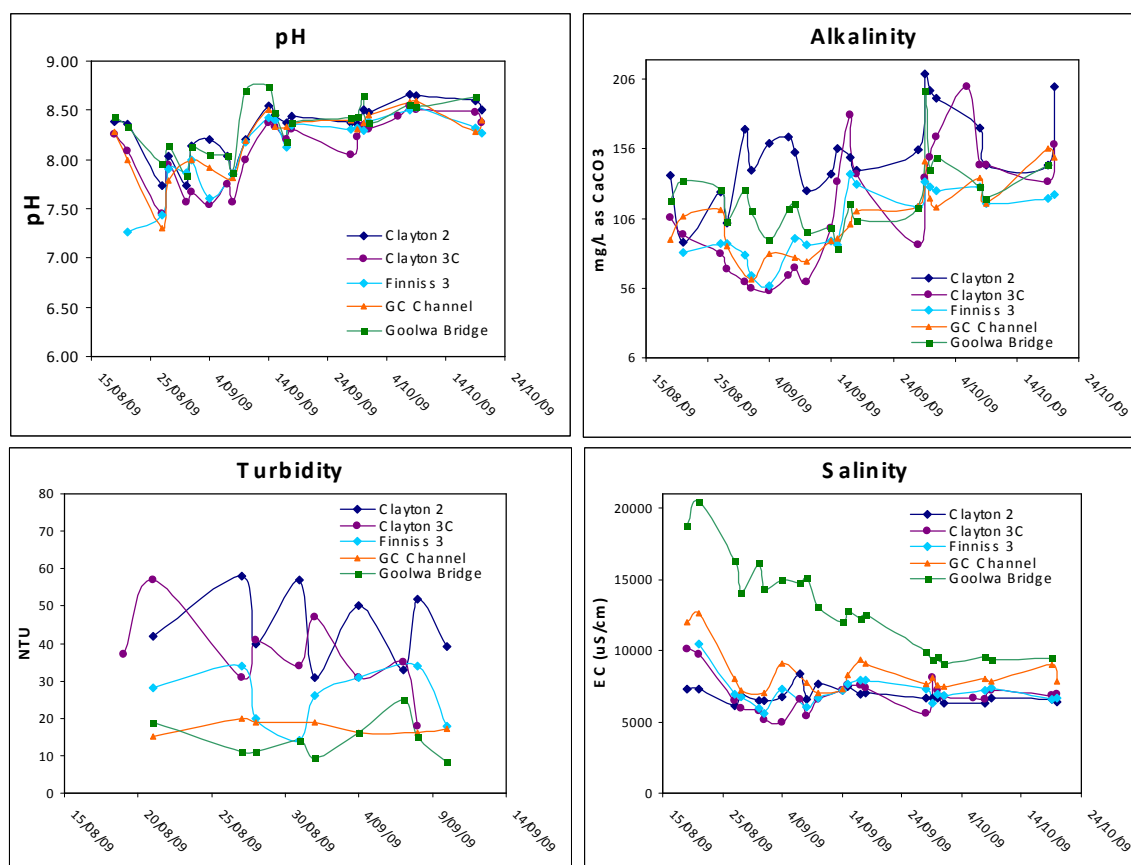 pH
9.00
8.50
8.00
7.50
7.00
6.50
6.00
pH
Clayton 2
Clayton 3C
Finniss 3
GC Channel
Goolwa Bridge
15/08/09
25/08/09
4/09/09
14/09/09
24/09/09
4/10/09
14/10/09
24/10/09
Alkalinity
206
156
106
56
6
mg/L as CaCO3
Clayton 2
Clayton 3C
Finniss 3
GC Channel
Goolwa Bridge
15/08/09
25/08/09
4/09/09
14/09/09
24/09/09
4/10/09
14/10/09
24/10/09
Turbidity
80
70
60
50
40
30
20
10
0
NTU
Clayton 2
Clayton 3C
Finniss 3
GC Channel
Goolwa Bridge
15/08/09
20/08/09
25/08/09
30/08/09
4/09/09
9/09/09
14/09/09
Salinity
20000
15000
10000
5000
0
EC (uS/cm)
Clayton 2
Clayton 3C
Finniss 3
GC Channel
Goolwa Bridge
15/08/09
25/08/09
4/09/09
14/09/09
24/09/09
4/10/09
14/10/09
24/10/09